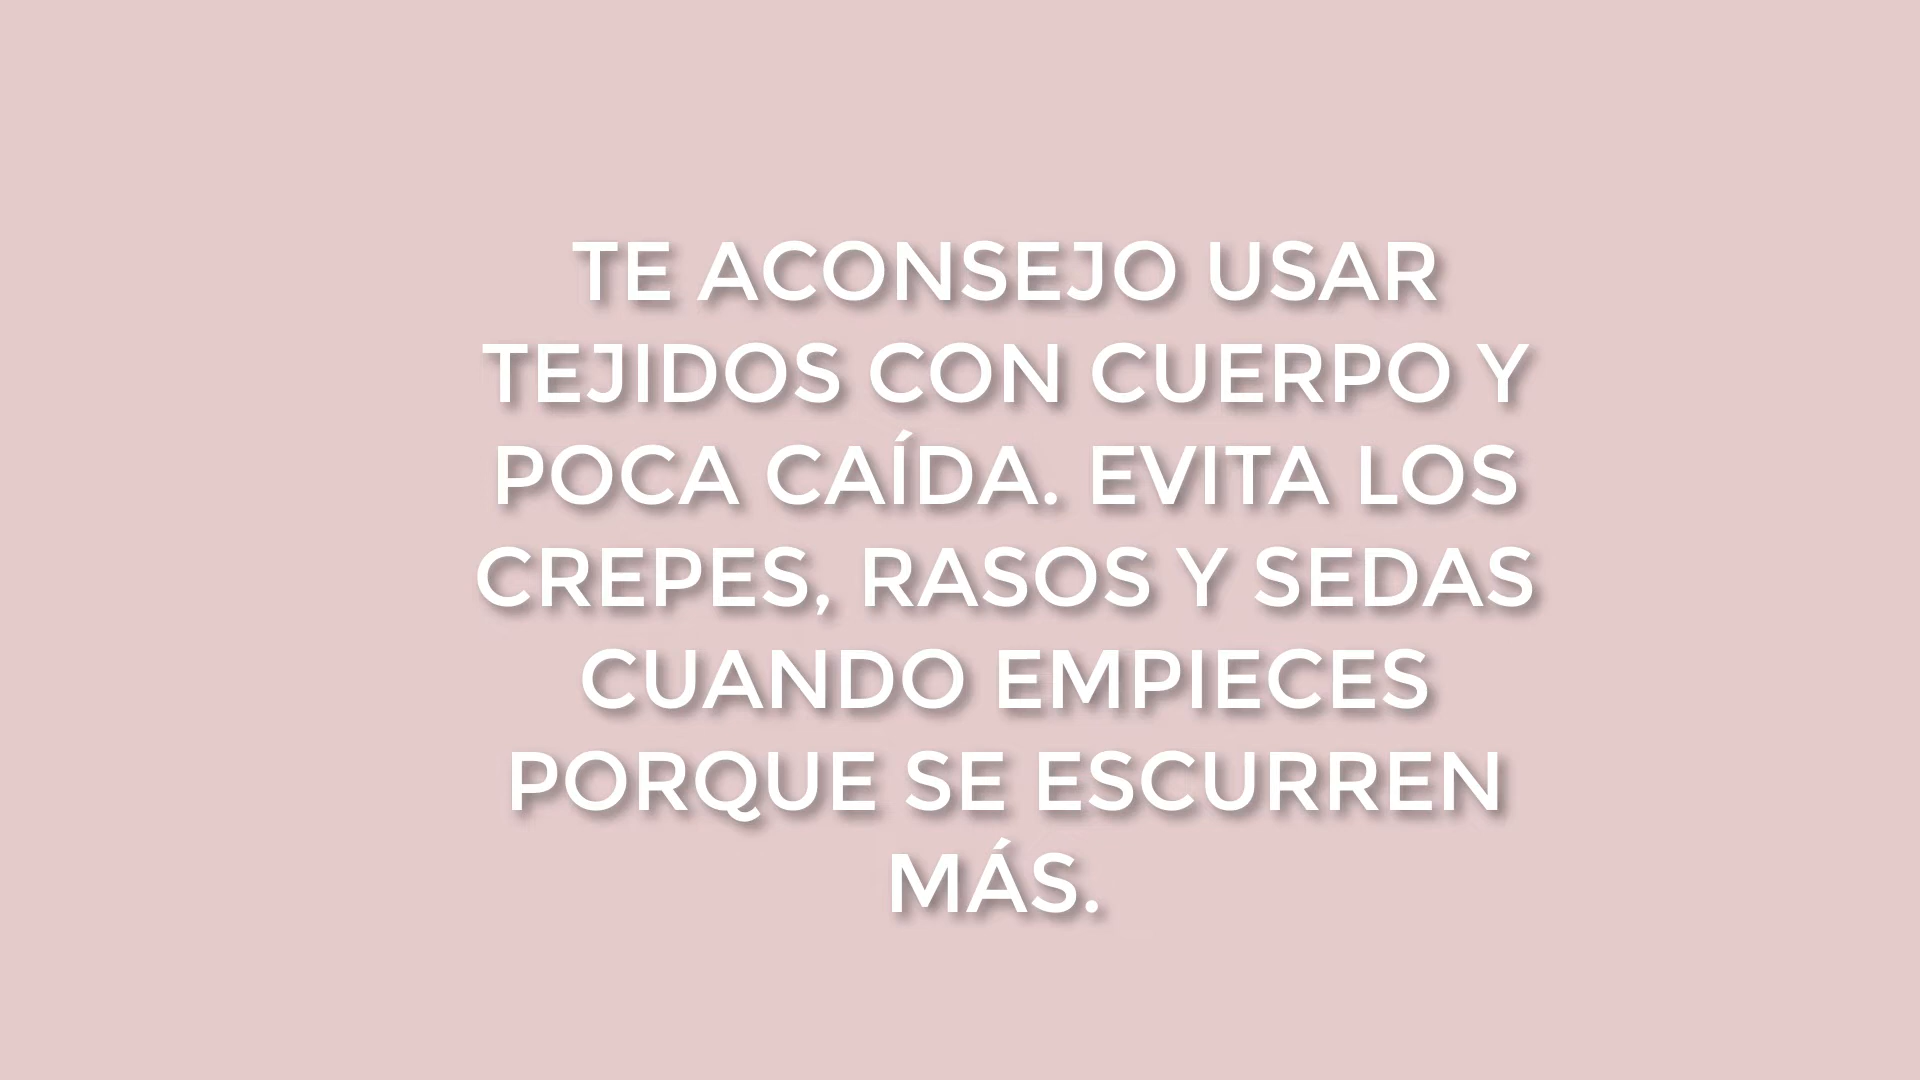 TE ACONSEJO USAR
TEJIDOS CON CUERPO Y
POCA CAÍDA. EVITA LOS
CREPES, RASOS Y SEDAS
CUANDO EMPIECES
PORQUE SE ESCURREN
MÁS.